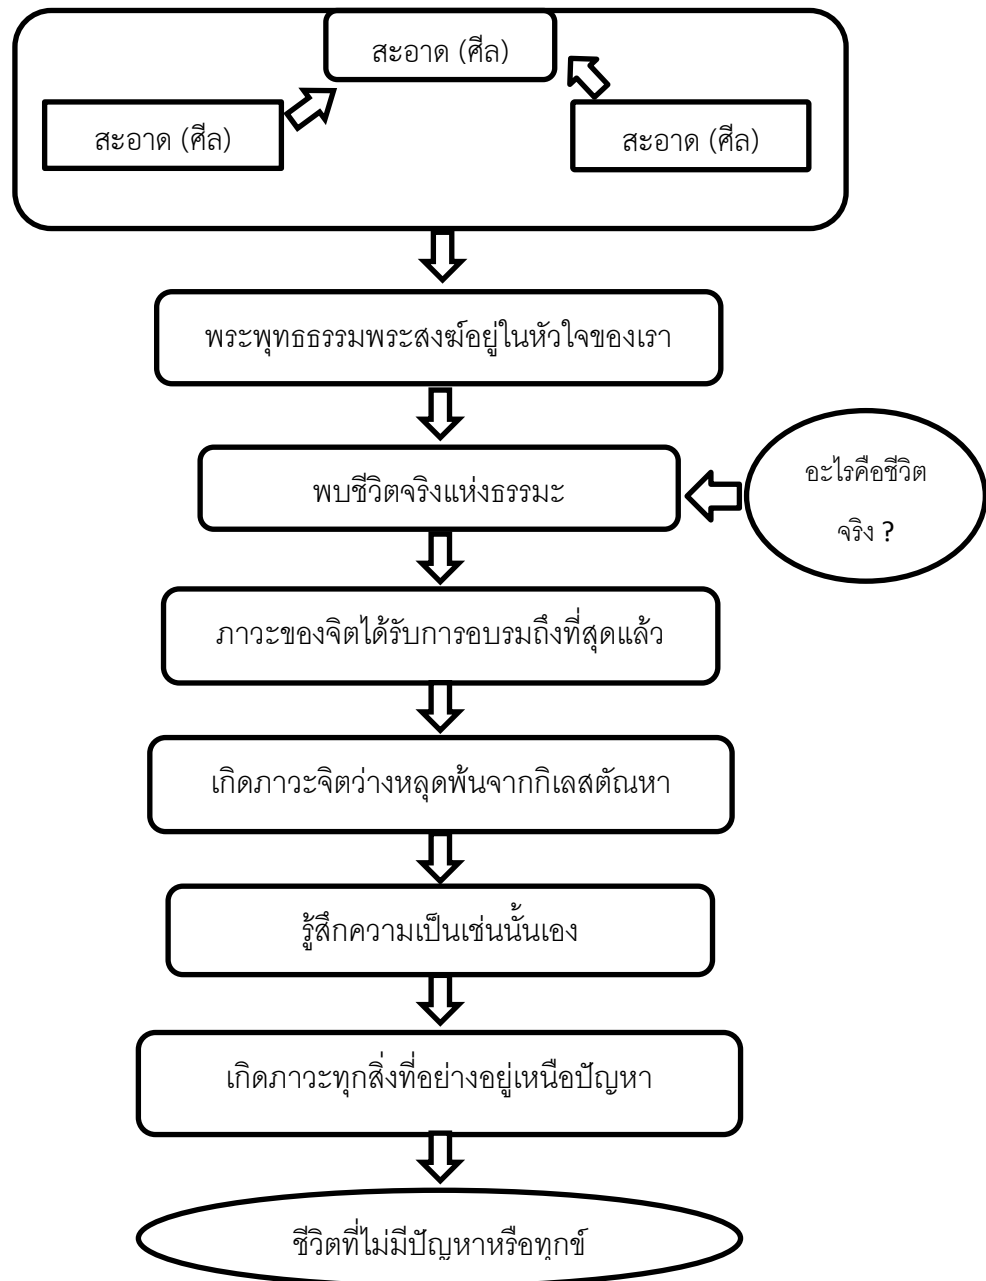 สะอาด (ศีล)
สะอาด (ศีล)
สะอาด (ศีล)
พระพุทธธรรมพระสงฆ์อยู่ในหัวใจของเรา
พบชีวิตจริงแห่งธรรมะ
อะไรคือชีวิต
จริง ?
ภาวะของจิตได้รับการอบรมถึงที่สุดแล้ว
เกิดภาวะจิตว่างหลุดพ้นจากกิเลสตัณหา
รู้สึกความเป็นเช่นนั้นเอง
เกิดภาวะทุกสิ่งที่อย่างอยู่เหนือปัญหา
ชีวิตที่ไม่มีปัญหาหรือทุกข์